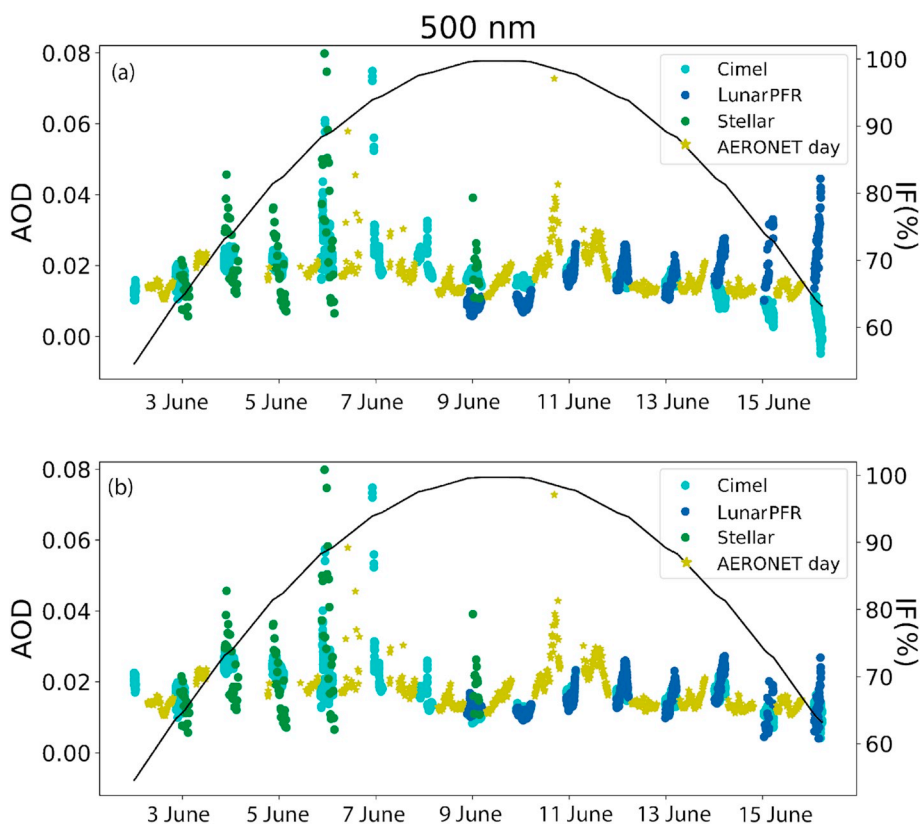 500 nm
(a)
Cimel
LunarPFR
Stellar
AERONET day
AOD
0.08
0.06
0.04
0.02
0.00
IF(%)
100
90
80
70
60
3 June 5 June 7 June 9 June 11 June 13 June 15 June
(b)
Cimel
LunarPFR
Stellar
AERONET day
AOD
0.08
0.06
0.04
0.02
0.00
IF(%)
100
90
80
70
60
3 June 5 June 7 June 9 June 11 June 13 June 15 June